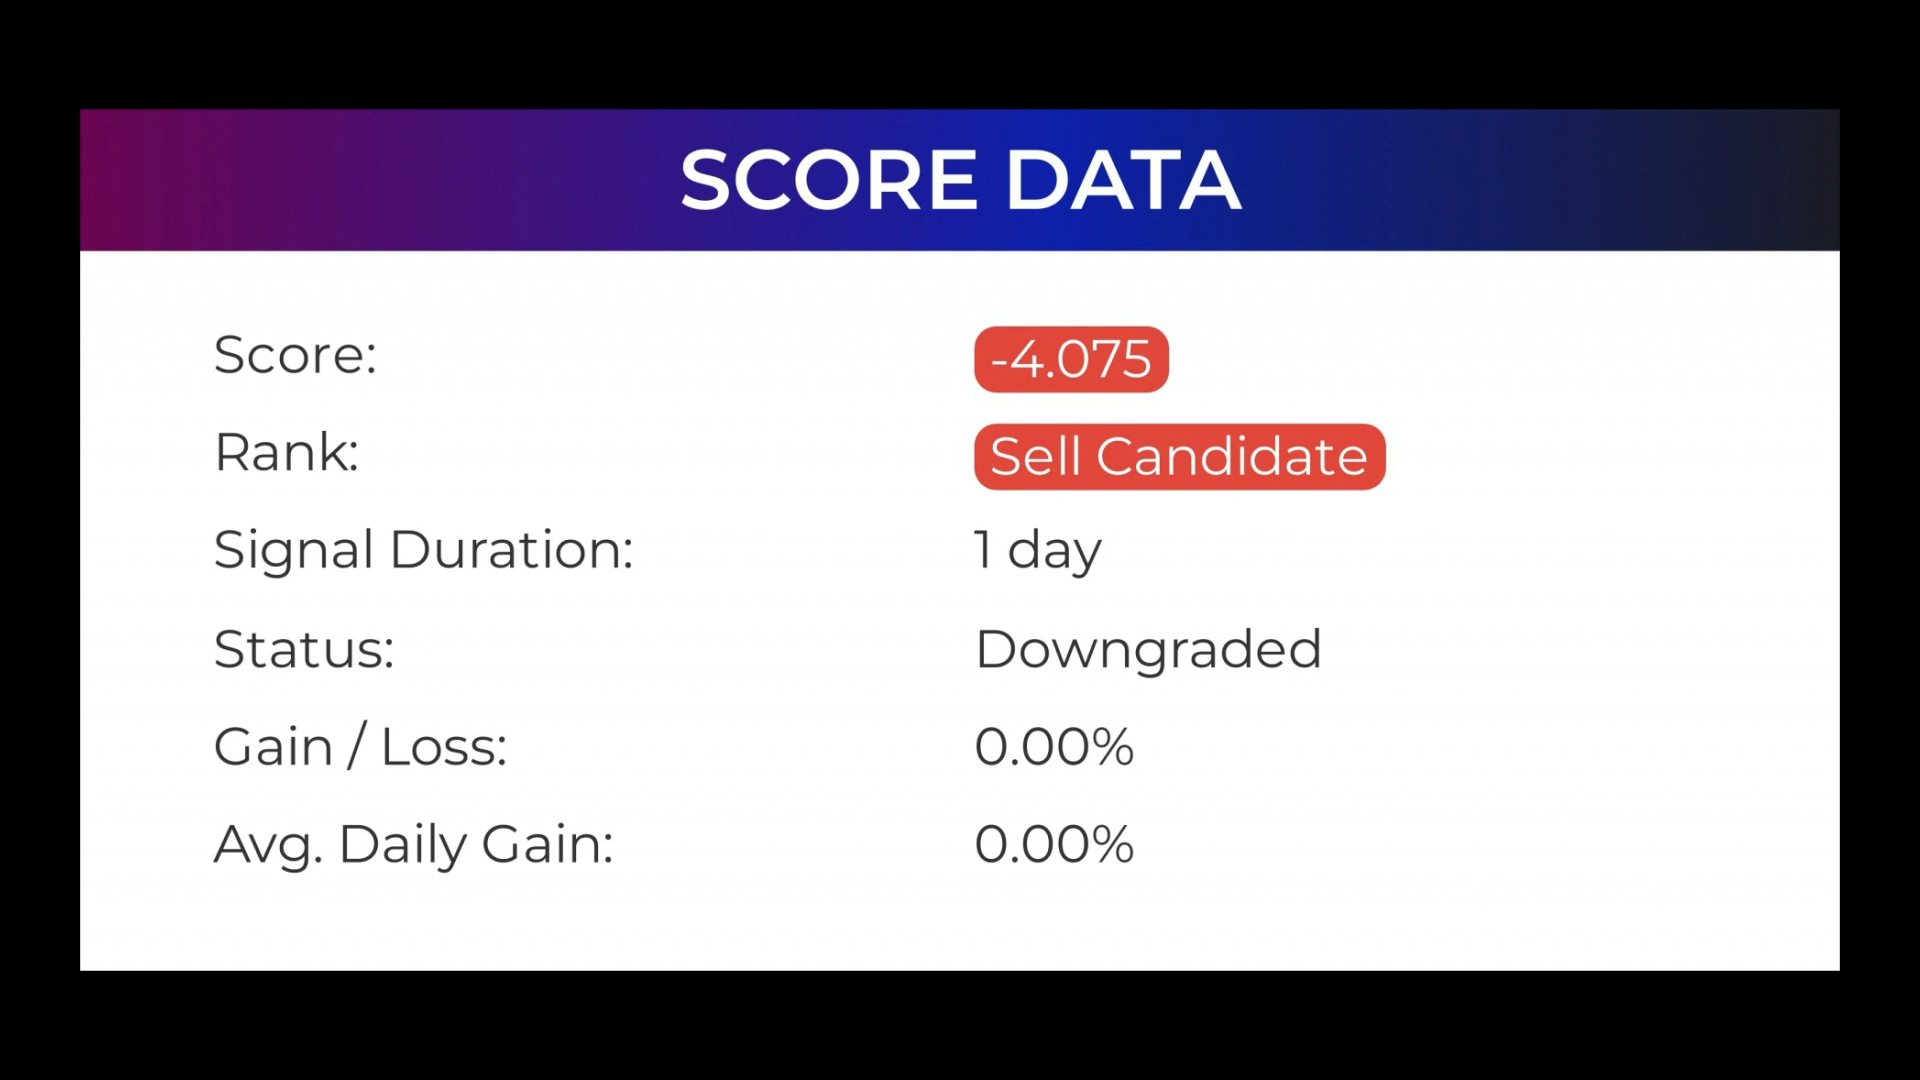 SCORE DATA
Score: -4.075
Rank: Sell Candidate
Signal Duration: 1 day
Status: Downgraded
Gain / Loss: 0.00%
Avg. Daily Gain: 0.00%